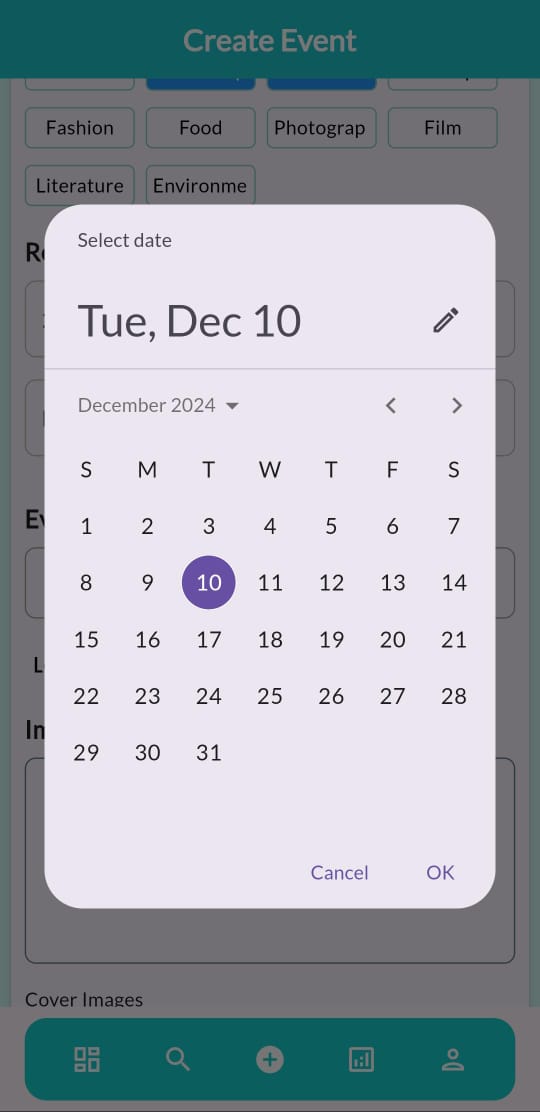 Create Event
Fashion Food Photograp Film
Literature Environme
Select date
Tue, Dec 10
December 2024
S M T W T F S
1 2 3 4 5 6 7
8 9 10 11 12 13 14
15 16 17 18 19 20 21
22 23 24 25 26 27 28
29 30 31
Cancel OK
Cover Images